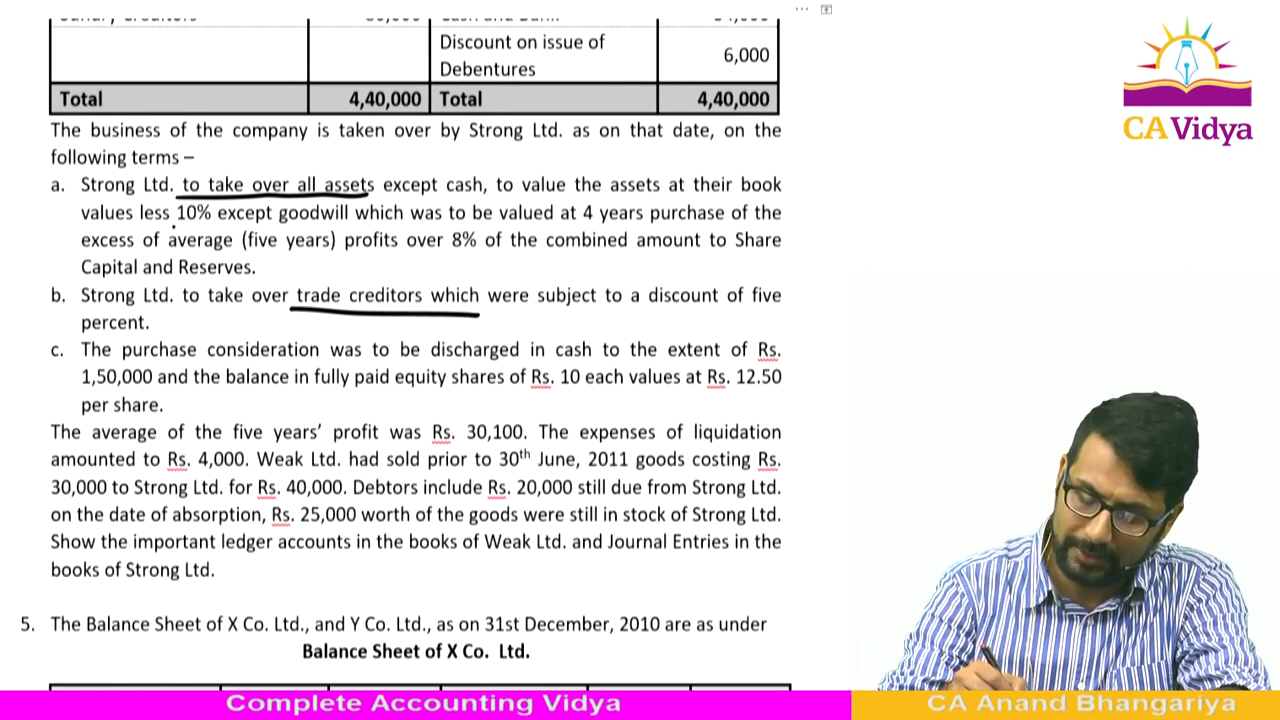 Discount on issue of
Debentures 6,000
Total 4,40,000 Total 4,40,000
The business of the company is taken over by Strong Ltd. as on that date, on the
following terms –
a. Strong Ltd. to take over all assets except cash, to value the assets at their book
values less 10% except goodwill which was to be valued at 4 years purchase of the
excess of average (five years) profits over 8% of the combined amount to Share
Capital and Reserves.
b. Strong Ltd. to take over trade creditors which were subject to a discount of five
percent.
c. The purchase consideration was to be discharged in cash to the extent of Rs.
1,50,000 and the balance in fully paid equity shares of Rs. 10 each values at Rs. 12.50
per share.
The average of the five years’ profit was Rs. 30,100. The expenses of liquidation
amounted to Rs. 4,000. Weak Ltd. had sold prior to 30th June, 2011 goods costing Rs.
30,000 to Strong Ltd. for Rs. 40,000. Debtors include Rs. 20,000 still due from Strong Ltd.
on the date of absorption, Rs. 25,000 worth of the goods were still in stock of Strong Ltd.
Show the important ledger accounts in the books of Weak Ltd. and Journal Entries in the
books of Strong Ltd.
5. The Balance Sheet of X Co. Ltd., and Y Co. Ltd., as on 31st December, 2010 are as under
Balance Sheet of X Co. Ltd.
CA Vidya
Complete Accounting Vidya
CA Anand Bhangariya